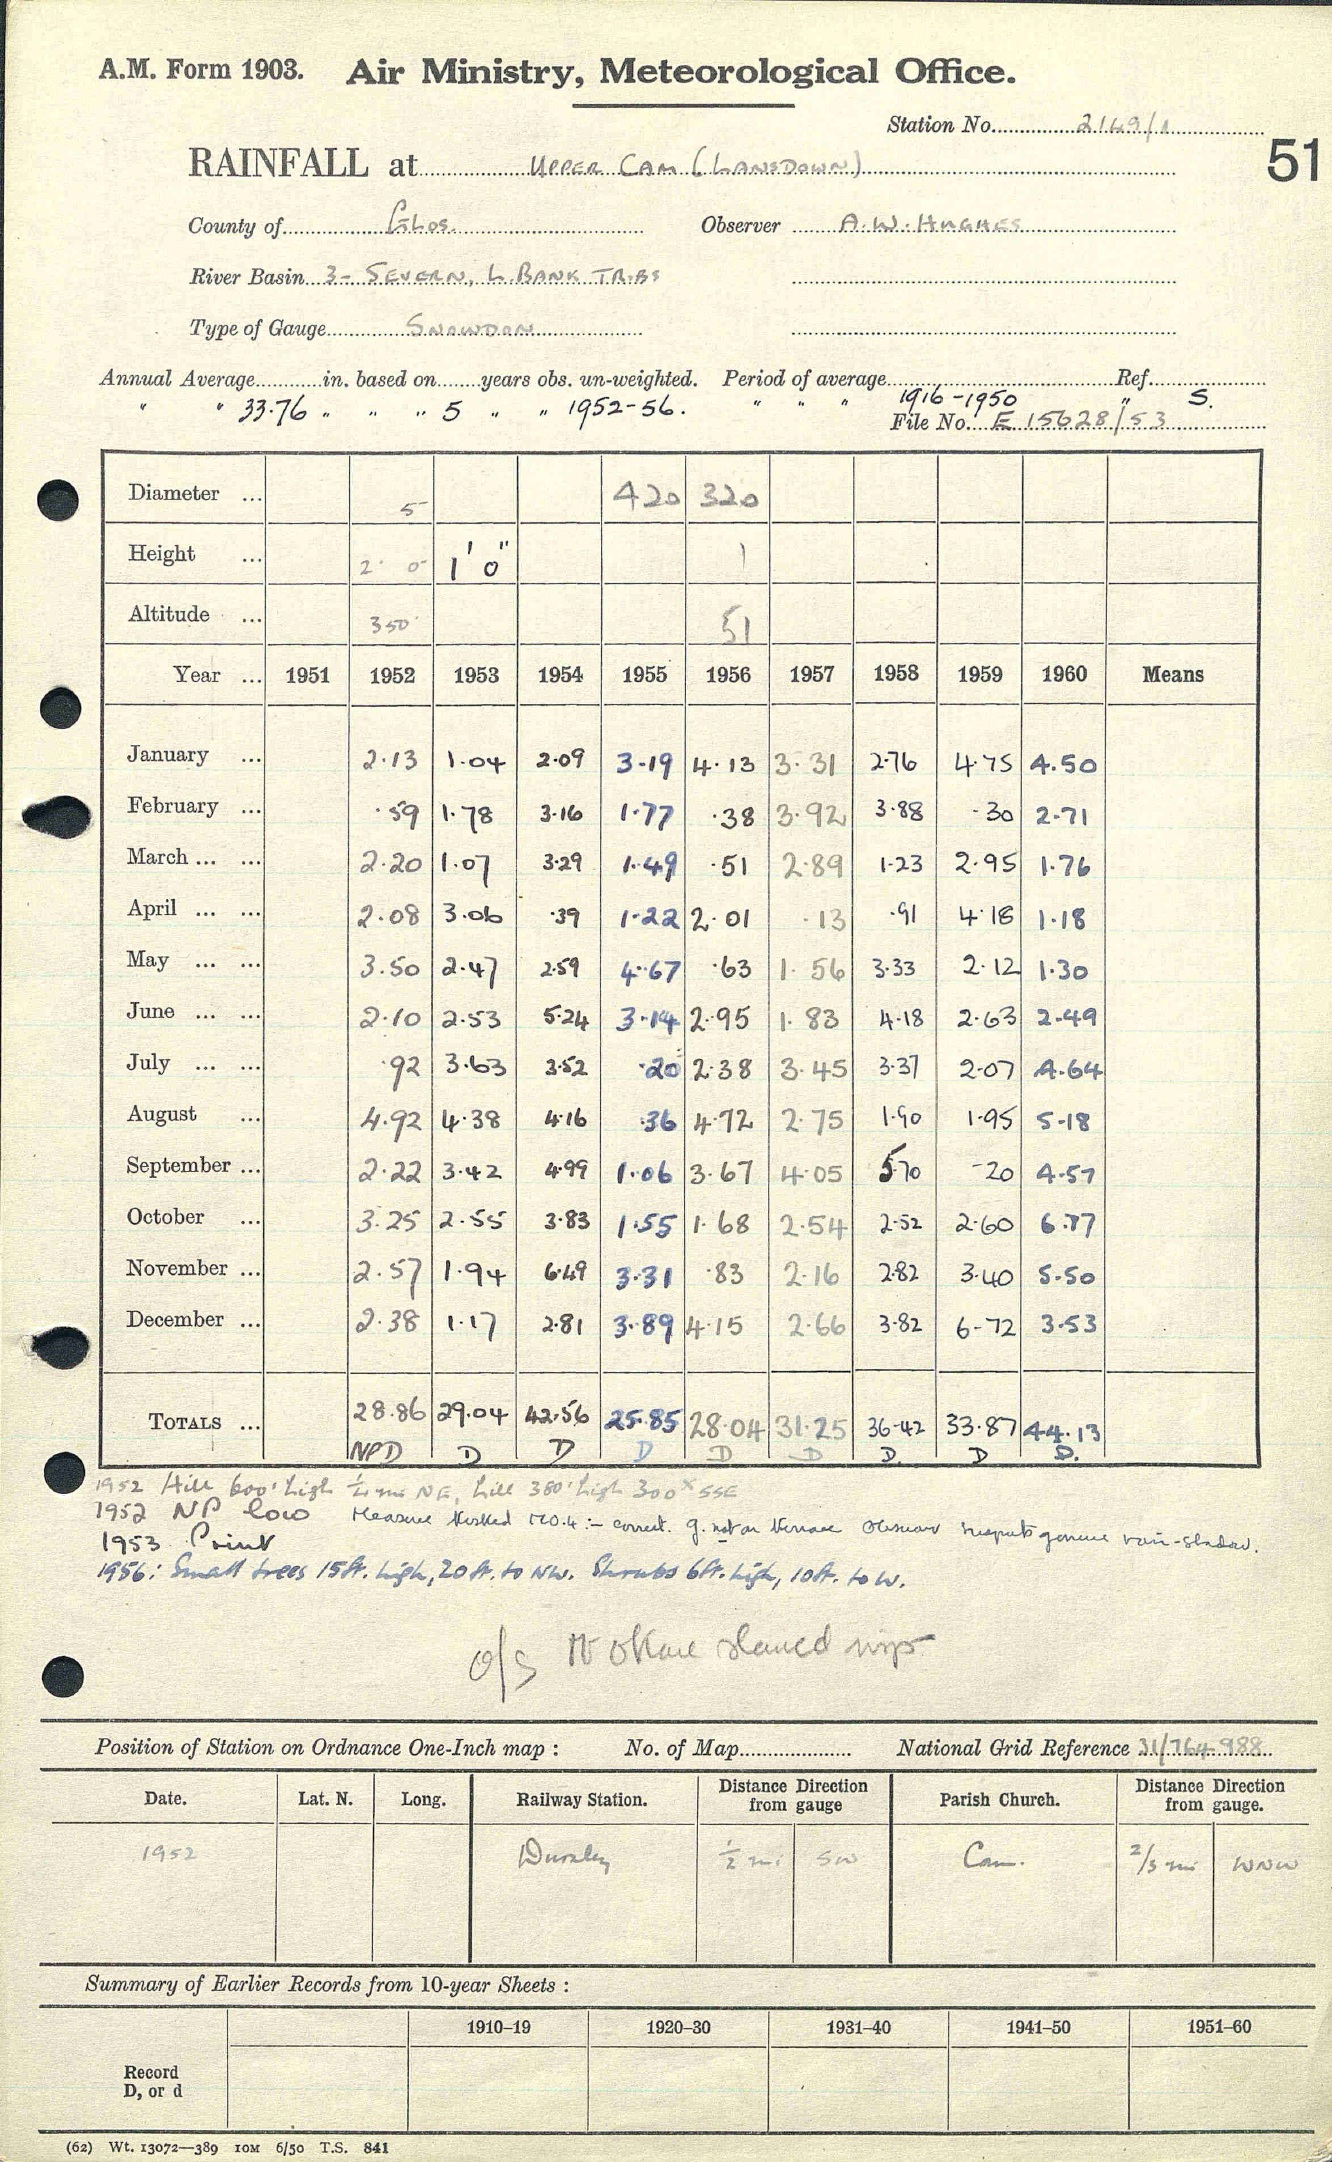 A.M. Form 1903. Air Ministry, Meteorological Office.
Station No. 2149/1
51
RAINFALL at UPPER CAM (LANSDOWN)
County of Glos. Observer A.W. HUGHES
River Basin 3- SEVERN, L. BANK TRIBS
Type of Gauge SNOWDON
Annual Average in. based on years obs. un-weighted. Period of average Ref.
" " 33.76 " " " 5 " " 1952-56. " " " 1916-1950 " S.
File No. E 15628/53
Diameter ... 5 420 320
Height ... 2' 0 1' 0" 1
Altitude ... 350' 51
Year ... 1951 1952 1953 1954 1955 1956 1957 1958 1959 1960 Means
January ... 2.13 1.04 2.09 3.19 4.13 3.31 2.76 4.75 4.50
February ... .59 1.78 3.16 1.77 .38 3.92 3.88 .30 2.71
March ... ... 2.20 1.07 3.29 1.49 .51 2.89 1.23 2.95 1.76
April ... ... 2.08 3.06 .39 1.22 2.01 .13 .91 4.18 1.18
May ... ... 3.50 2.47 2.59 4.67 .63 1.56 3.33 2.12 1.30
June ... ... 2.10 2.53 5.24 3.14 2.95 1.83 4.18 2.63 2.49
July ... ... .92 3.63 3.52 .20 2.38 3.45 3.37 2.07 4.64
August ... 4.92 4.38 4.16 .36 4.72 2.75 1.90 1.95 5.18
September ... 2.22 3.42 4.99 1.06 3.67 4.05 5.70 .20 4.57
October ... 3.25 2.55 3.83 1.55 1.68 2.54 2.52 2.60 6.77
November ... 2.57 1.94 6.49 3.31 .83 2.16 2.82 3.40 5.50
December ... 2.38 1.17 2.81 3.89 4.15 2.66 3.82 6.72 3.53
TOTALS ... 28.86 29.04 42.56 25.85 28.04 31.25 36.42 33.87 44.13
NPD D D D D D D D D.
1952 Hill 600' high ½ mi NE, hill 380' high 300x SSE
1952 NP low Measure tested M.O.4 :- correct. g. not on terrace Observer suspects genuine rain-shadow.
1953 Print
1956: Small trees 15ft. high, 20ft. to NW. Shrubs 6ft. high, 10ft. to W.
o/s
Position of Station on Ordnance One-Inch map : No. of Map National Grid Reference 31/764 988
Date. Lat. N. Long. Railway Station. Distance Direction from gauge Parish Church. Distance Direction from gauge.
1952 Dursley ½ mi SW Cam. 2/3 mi WNW
Summary of Earlier Records from 10-year Sheets :
1910–19 1920–30 1931–40 1941–50 1951–60
Record
D, or d
(62) Wt. 13072—389 10M 6/50 T.S. 841